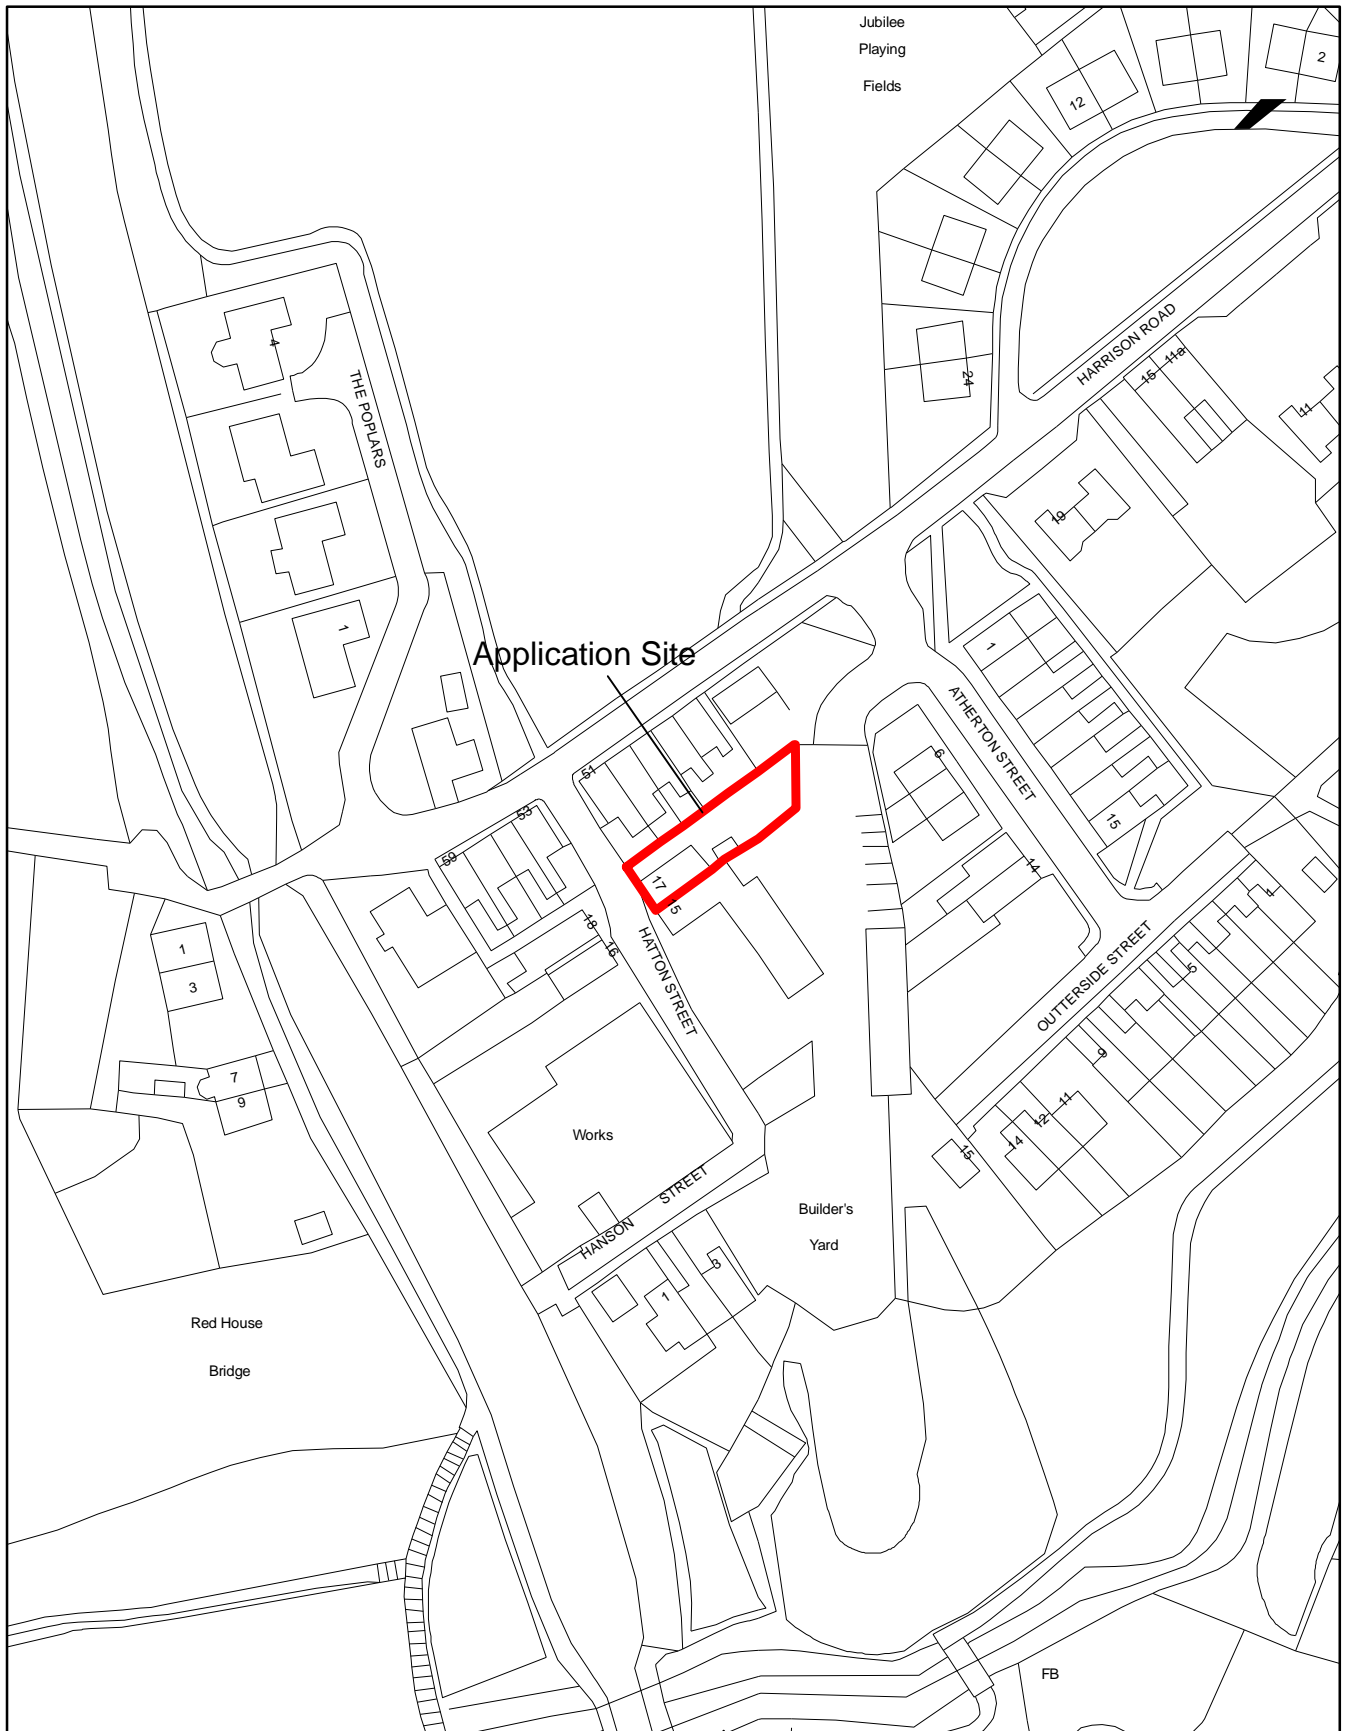 Jubilee
Playing
Fields
2
12
HARRISON ROAD
4
11a
15
24
11
THE POPLARS
19
1
Application Site
1
ATHERTON STREET
51
6
53
15
59
14
17
15
4
18
16
1
HATTON STREET
OUTTERSIDE STREET
5
3
9
7
9
11
12
14
Works
15
STREET
HANSON
Builder's
Yard
3
1
Red House
Bridge
FB